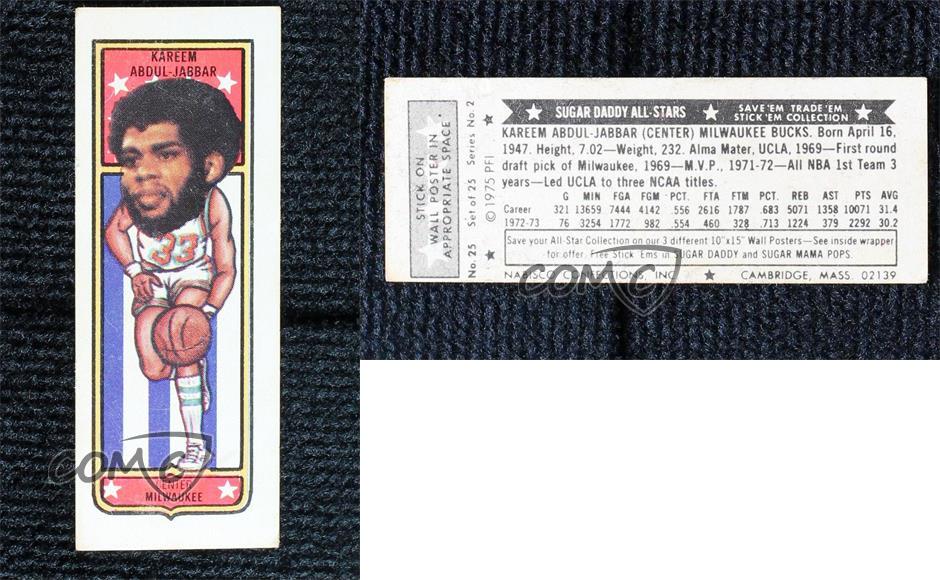 KAREEM
ABDUL-JABBAR
33
CENTER
MILWAUKEE
COMC
STICK ON
WALL POSTER IN
APPROPRIATE SPACE
No. 25 Set of 25 Series No. 2
© 1975 PFI
SUGAR DADDY ALL-STARS
SAVE 'EM TRADE 'EM
STICK 'EM COLLECTION
KAREEM ABDUL-JABBAR (CENTER) MILWAUKEE BUCKS. Born April 16,
1947. Height, 7.02—Weight, 232. Alma Mater, UCLA, 1969—First round
draft pick of Milwaukee, 1969—M.V.P., 1971-72—All NBA 1st Team 3
years—Led UCLA to three NCAA titles.
G MIN FGA FGM PCT. FTA FTM PCT. REB AST PTS AVG
Career 321 13659 7444 4142 .556 2616 1787 .683 5071 1358 10071 31.4
1972-73 76 3254 1772 982 .554 460 328 .713 1224 379 2292 30.2
Save your All-Star Collection on our 3 different 10"x15" Wall Posters—See inside wrapper
for offer. Free Stick 'Ems in SUGAR DADDY and SUGAR MAMA POPS.
NABISCO CONFECTIONS, INC. CAMBRIDGE, MASS. 02139
COMC